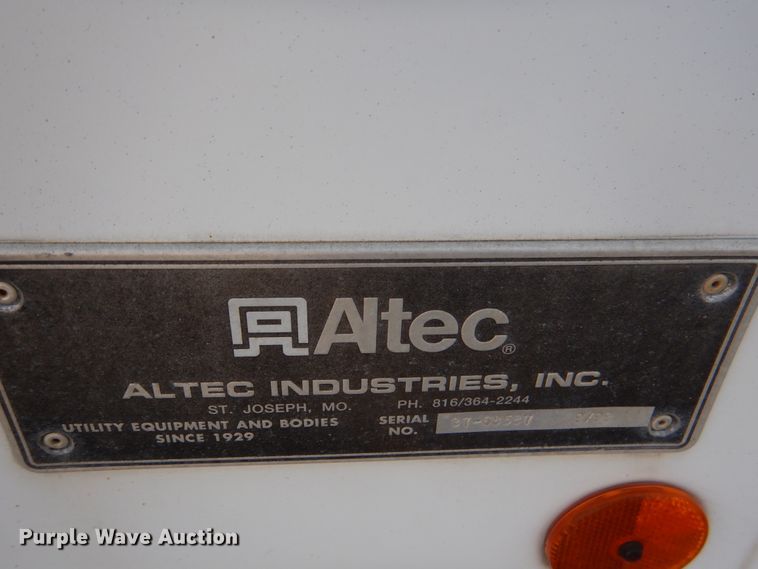 Altec®
ALTEC INDUSTRIES, INC.
ST. JOSEPH, MO. PH. 816/364-2244
UTILITY EQUIPMENT AND BODIES SERIAL
SINCE 1929 NO.
Purple Wave Auction